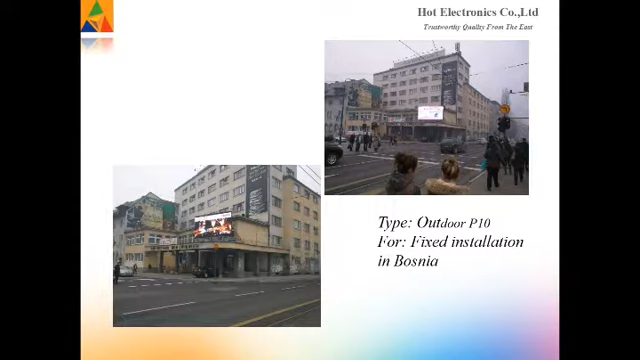 Hot Electronics Co.,Ltd
Trustworthy Quality From The East
Type: Outdoor P10
For: Fixed installation
in Bosnia